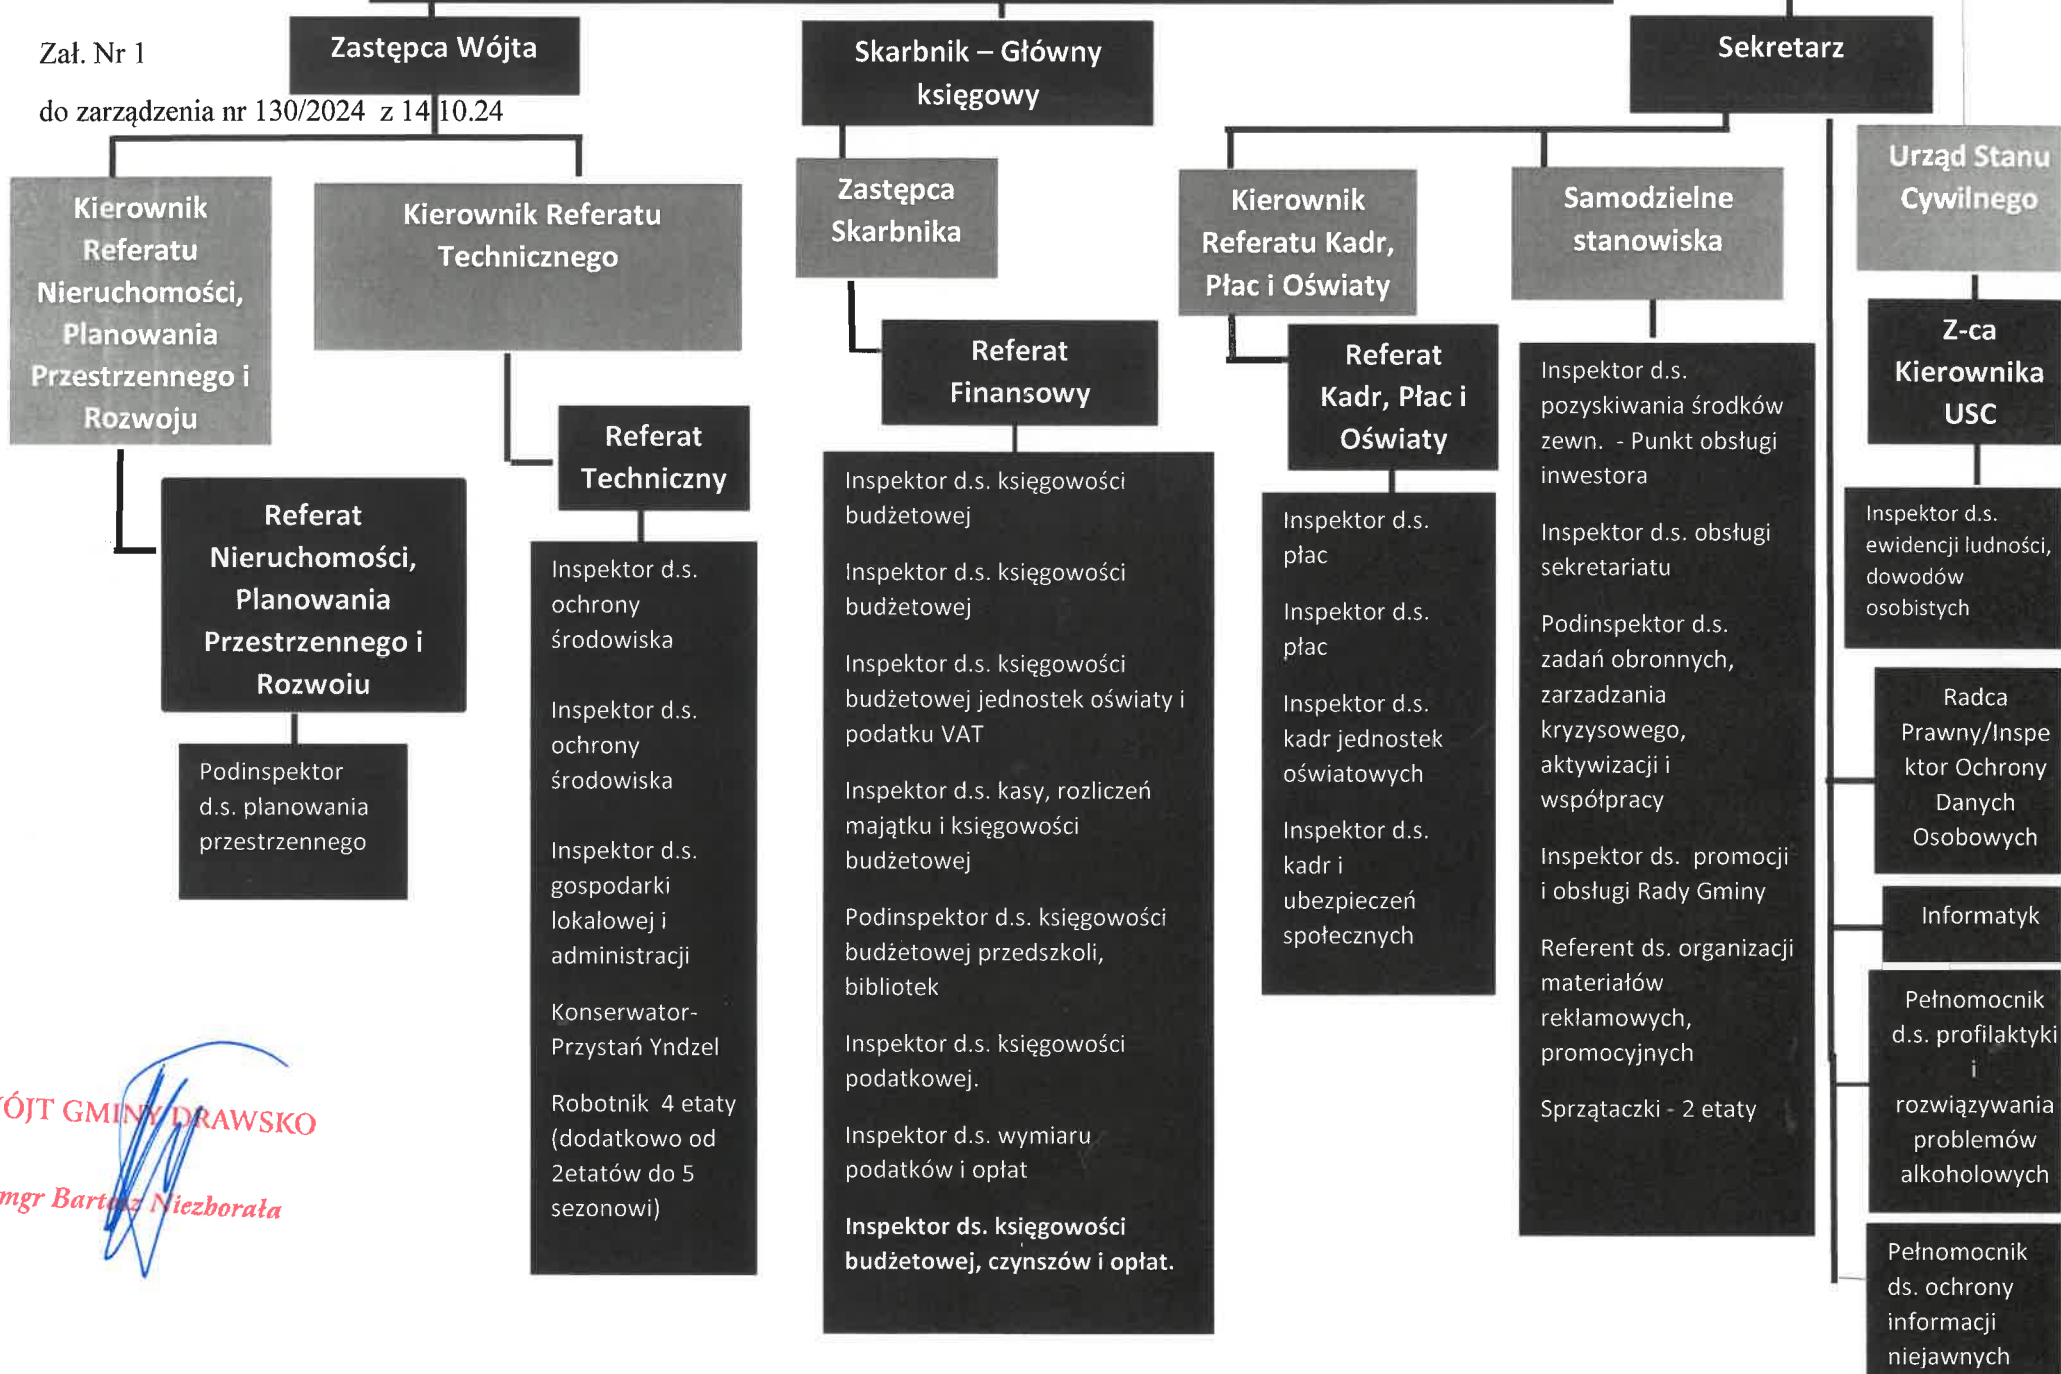 Zał. Nr 1
do zarządzenia nr 130/2024 z 14.10.24
Zastępca Wójta
Skarbnik – Główny
księgowy
Sekretarz
Kierownik
Referatu
Nieruchomości,
Planowania
Przestrzennego i
Rozwoju
Kierownik Referatu
Technicznego
Zastępca
Skarbnika
Kierownik
Referatu Kadr,
Płac i Oświaty
Samodzielne
stanowiska
Urząd Stanu
Cywilnego
Referat
Nieruchomości,
Planowania
Przestrzennego i
Rozwoiu
Podinspektor
d.s. planowania
przestrzennego
Referat
Techniczny
Inspektor d.s.
ochrony
środowiska
Inspektor d.s.
ochrony
środowiska
Inspektor d.s.
gospodarki
lokalowej i
administracji
Konserwator-
Przystań Yndzel
Robotnik 4 etaty
(dodatkowo od
2etatów do 5
sezonowi)
Referat
Finansowy
Inspektor d.s. księgowości
budżetowej
Inspektor d.s. księgowości
budżetowej
Inspektor d.s. księgowości
budżetowej jednostek oświaty i
podatku VAT
Inspektor d.s. kasy, rozliczeń
majątku i księgowości
budżetowej
Podinspektor d.s. księgowości
budżetowej przedszkoli,
bibliotek
Inspektor d.s. księgowości
podatkowej.
Inspektor d.s. wymiaru
podatków i opłat
Inspektor ds. księgowości
budżetowej, czynszów i opłat.
Referat
Kadr, Płac i
Oświaty
Inspektor d.s.
płac
Inspektor d.s.
płac
Inspektor d.s.
kadr jednostek
oświatowych
Inspektor d.s.
kadr i
ubezpieczeń
społecznych
Inspektor d.s.
pozyskiwania środków
zewn. - Punkt obsługi
inwestora
Inspektor d.s. obsługi
sekretariatu
Podinspektor d.s.
zadań obronnych,
zarzadzania
kryzysowego,
aktywizacji i
współpracy
Inspektor ds. promocji
i obsługi Rady Gminy
Referent ds. organizacji
materiałów
reklamowych,
promocyjnych
Sprzątaczki - 2 etaty
Z-ca
Kierownika
USC
Inspektor d.s.
ewidencji ludności,
dowodów
osobistych
Radca
Prawny/Inspe
ktor Ochrony
Danych
Osobowych
Informatyk
Pełnomocnik
d.s. profilaktyki
i
rozwiązywania
problemów
alkoholowych
Pełnomocnik
ds. ochrony
informacji
niejawnych
WÓJT GMINY DRAWSKO
mgr Bartosz Niezborała